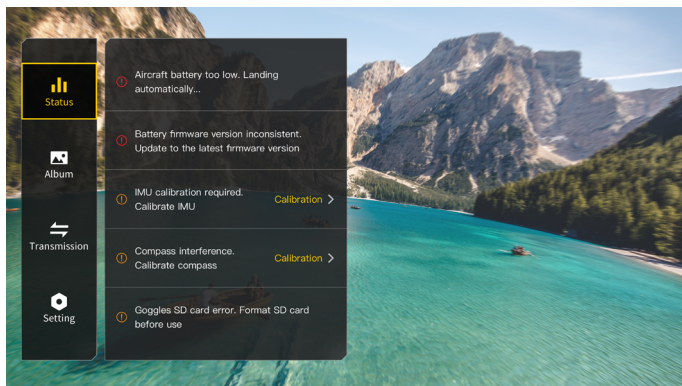 Status
Album
Transmission
Setting
Aircraft battery too low. Landing
automatically...
Battery firmware version inconsistent.
Update to the latest firmware version
IMU calibration required.
Calibrate IMU
Calibration
Compass interference.
Calibrate compass
Calibration
Goggles SD card error. Format SD card
before use